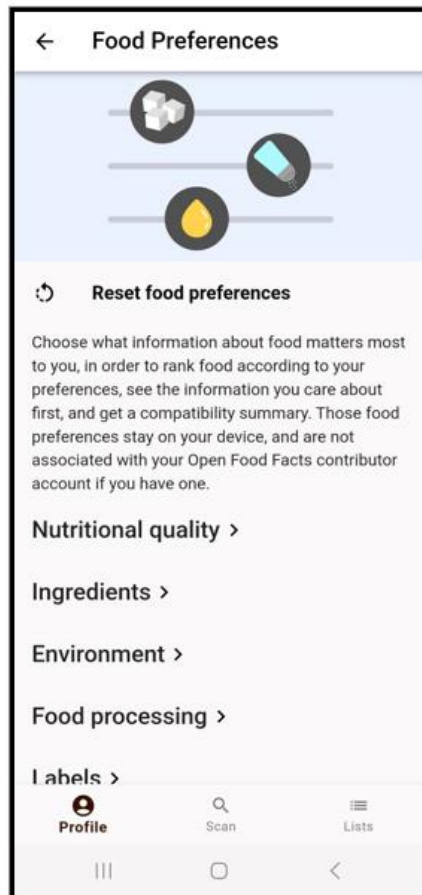 Food Preferences
Reset food preferences
Choose what information about food matters most
to you, in order to rank food according to your
preferences, see the information you care about
first, and get a compatibility summary. Those food
preferences stay on your device, and are not
associated with your Open Food Facts contributor
account if you have one.
Nutritional quality >
Ingredients >
Environment >
Food processing >
Labels >
Profile
Scan
Lists